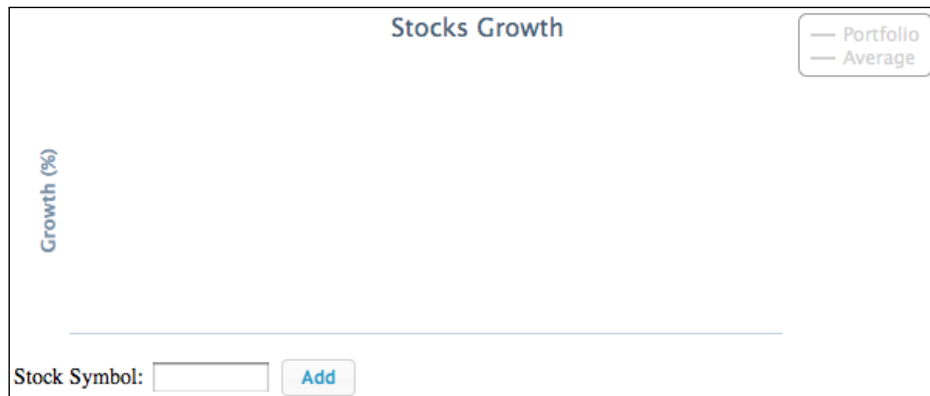 Stocks Growth
Portfolio
Average
Growth (%)
Stock Symbol:
Add